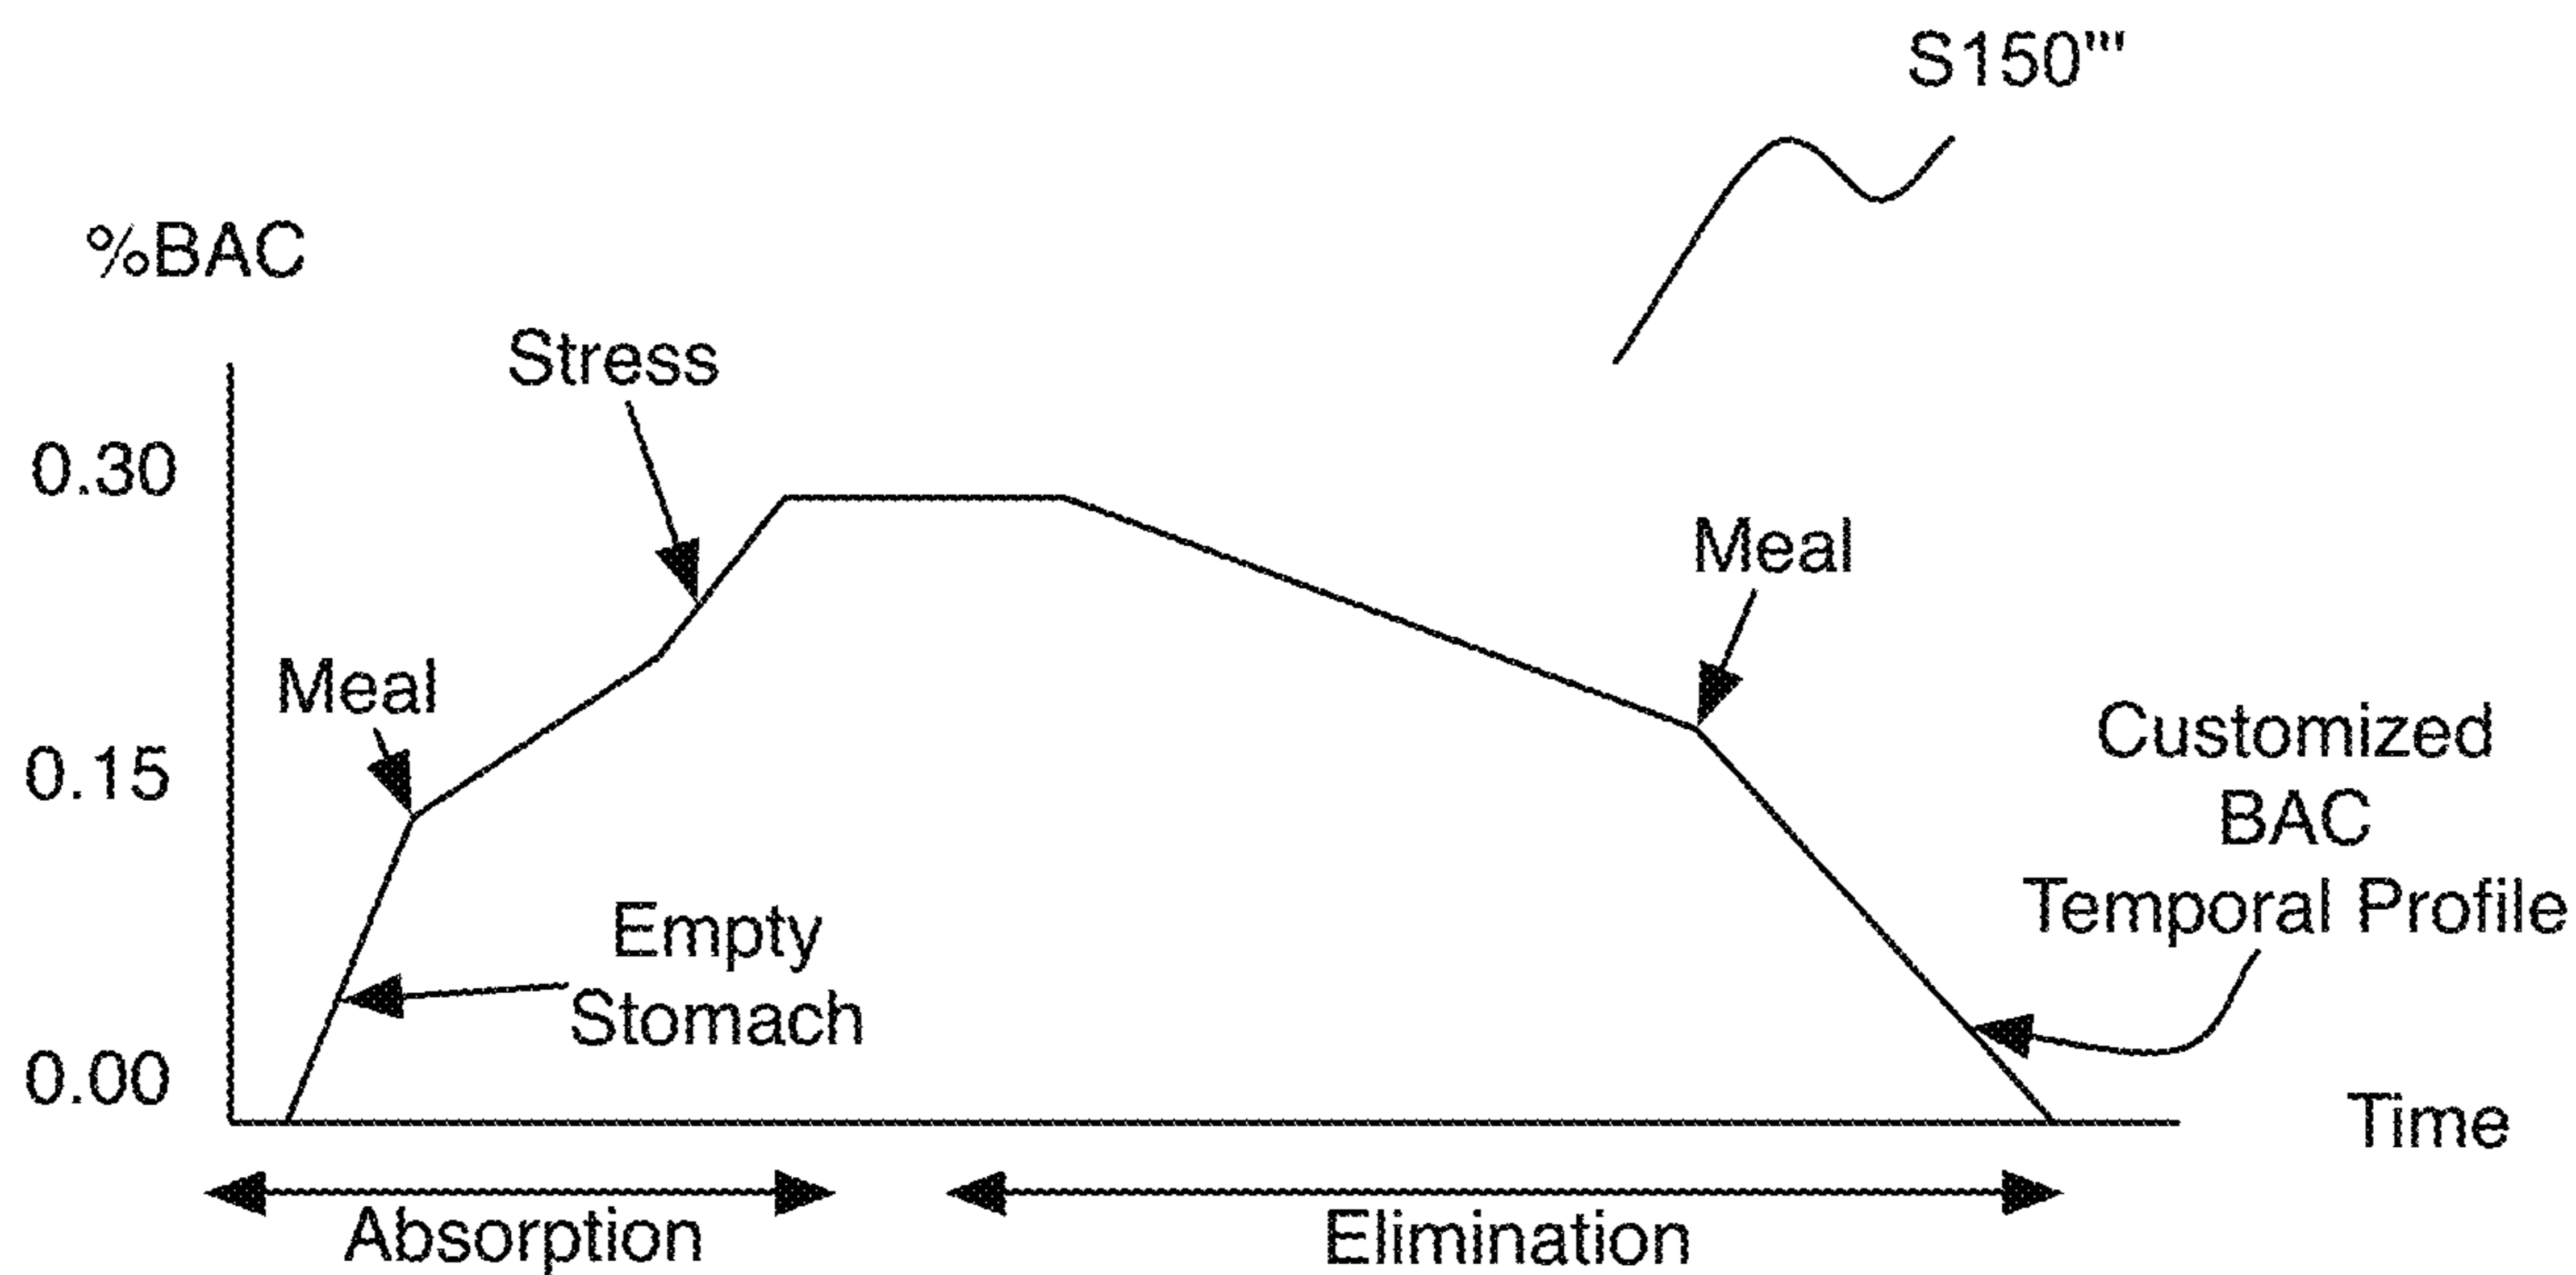 S150'''
%BAC
Stress
0.30
Meal
Meal
0.15
Customized
BAC
Temporal Profile
Empty
Stomach
0.00
Time
Absorption
Elimination